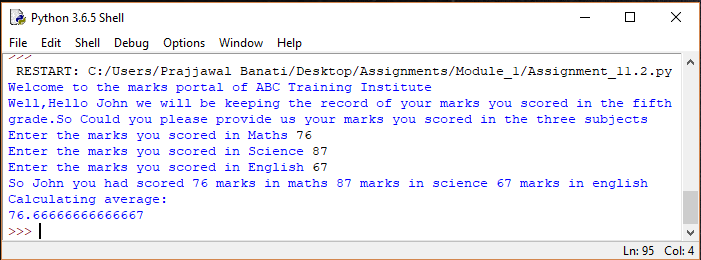 Python 3.6.5 Shell
File Edit Shell Debug Options Window Help
>>>
RESTART: C:/Users/Prajjawal Banati/Desktop/Assignments/Module_1/Assignment_11.2.py
Welcome to the marks portal of ABC Training Institute
Well,Hello John we will be keeping the record of your marks you scored in the fifth
grade.So Could you please provide us your marks you scored in the three subjects
Enter the marks you scored in Maths 76
Enter the marks you scored in Science 87
Enter the marks you scored in English 67
So John you had scored 76 marks in maths 87 marks in science 67 marks in english
Calculating average:
76.66666666666667
>>>
Ln: 95 Col: 4